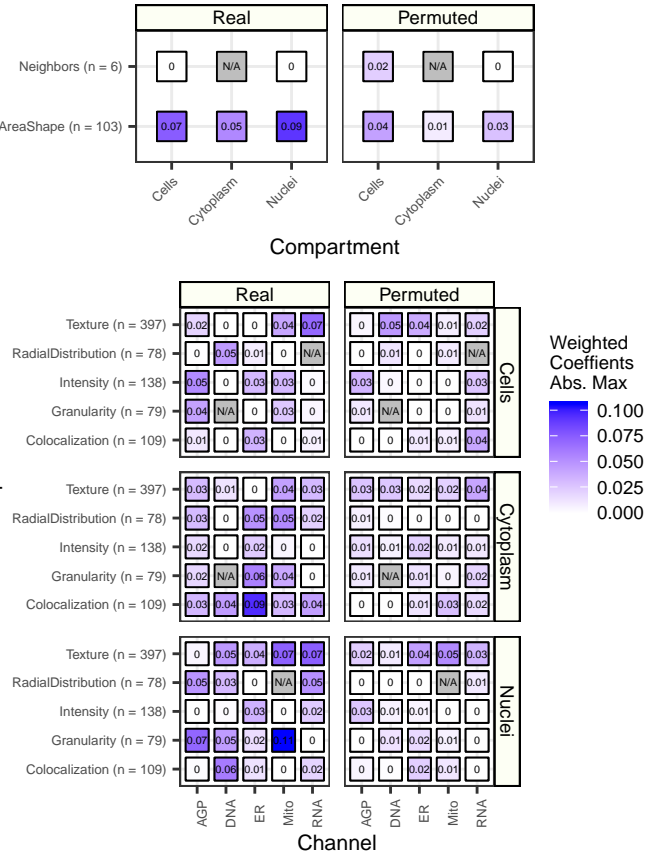 Real Permuted
Neighbors (n = 6) 0 N/A 0 0.02 N/A 0
AreaShape (n = 103) 0.07 0.05 0.09 0.04 0.01 0.03
Cells Cytoplasm Nuclei Cells Cytoplasm Nuclei
Compartment
Real Permuted
Texture (n = 397) 0.02 0 0 0.04 0.07 0 0.05 0.04 0.01 0.02
RadialDistribution (n = 78) 0 0.05 0.01 0 N/A 0 0.01 0 0.01 N/A
Intensity (n = 138) 0.05 0 0.03 0.03 0 0.03 0 0 0 0.03
Granularity (n = 79) 0.04 N/A 0 0.03 0 0.01 N/A 0 0 0.01
Colocalization (n = 109) 0.01 0 0.03 0 0.01 0 0 0.01 0.01 0.04
Cells
Texture (n = 397) 0.03 0.01 0 0.04 0.03 0.03 0.03 0.02 0.02 0.04
RadialDistribution (n = 78) 0.03 0 0.05 0.05 0.02 0.01 0 0 0 0
Intensity (n = 138) 0.02 0 0.02 0 0 0.01 0.01 0.02 0.01 0.01
Granularity (n = 79) 0.02 N/A 0.06 0.04 0 0.01 N/A 0.01 0 0.02
Colocalization (n = 109) 0.03 0.04 0.09 0.03 0.04 0 0 0.01 0.03 0.02
Cytoplasm
Texture (n = 397) 0 0.05 0.04 0.07 0.07 0.02 0.01 0.04 0.05 0.03
RadialDistribution (n = 78) 0.05 0.03 0 N/A 0.05 0 0 0 N/A 0.01
Intensity (n = 138) 0 0 0.03 0 0.02 0.03 0.01 0.01 0 0
Granularity (n = 79) 0.07 0.05 0.02 0.11 0 0 0.01 0.02 0.01 0
Colocalization (n = 109) 0 0.06 0.01 0 0.02 0 0 0.02 0.01 0
Nuclei
AGP DNA ER Mito RNA AGP DNA ER Mito RNA
Channel
Weighted
Coeffients
Abs. Max
0.100
0.075
0.050
0.025
0.000